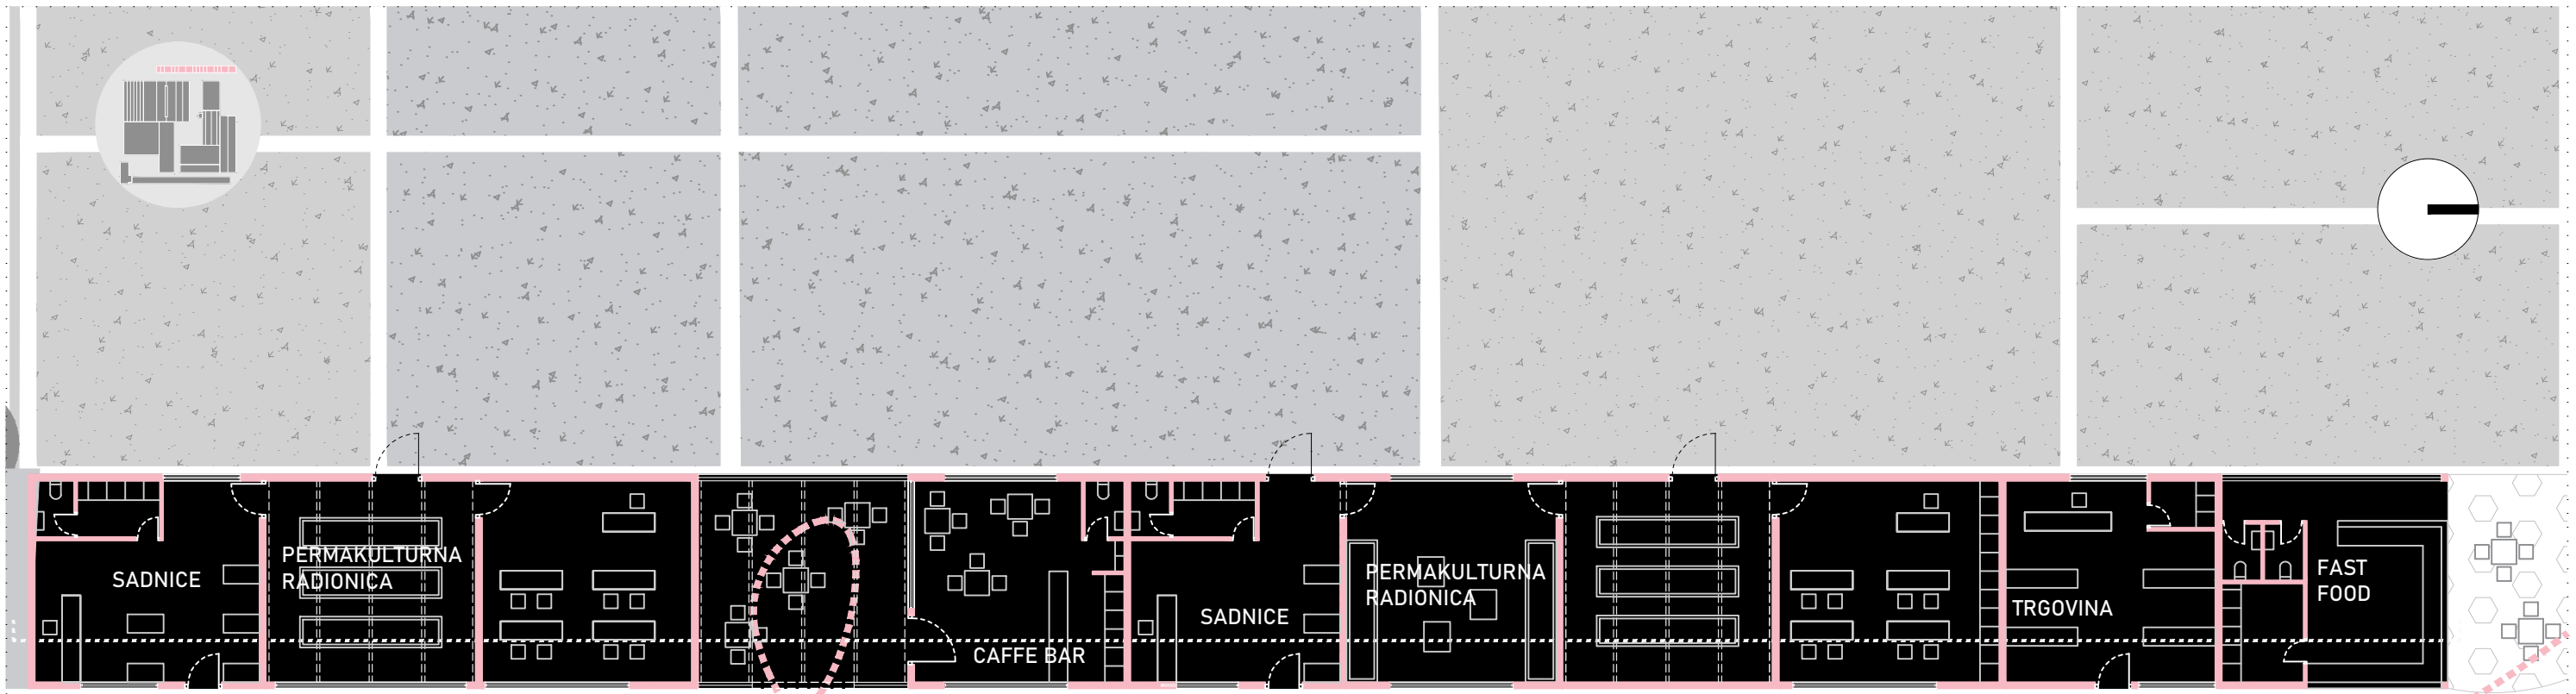 SADNICE
PERMAKULTURNA
RADIONICA
CAFFE BAR
SADNICE
PERMAKULTURNA
RADIONICA
TRGOVINA
FAST
FOOD